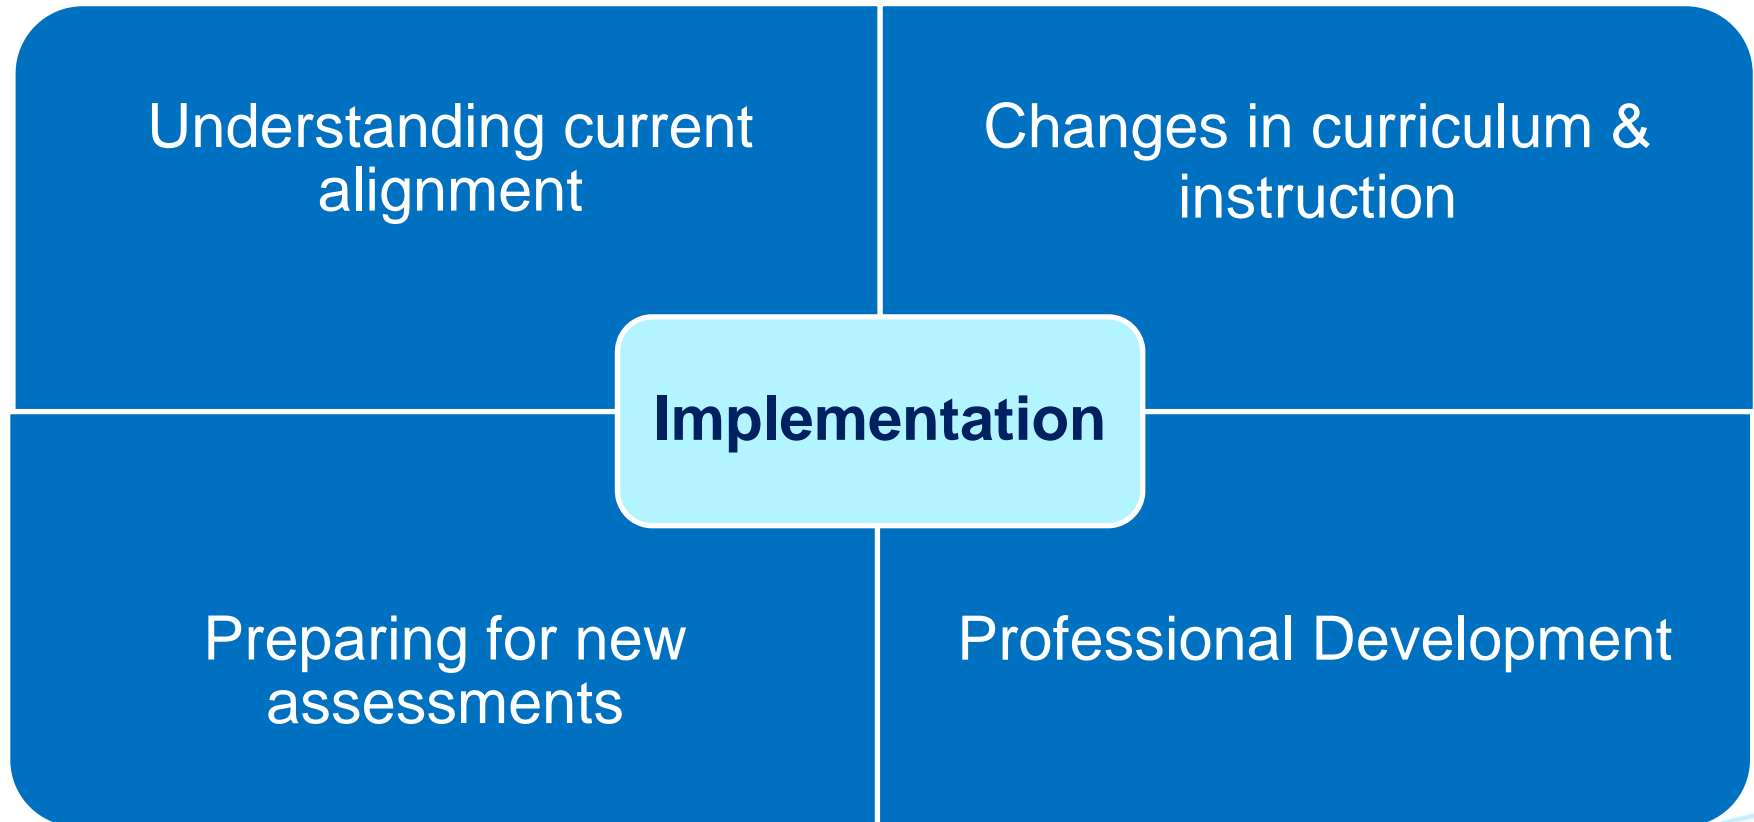 Understanding current
alignment
Changes in curriculum &
instruction
Implementation
Preparing for new
assessments
Professional Development